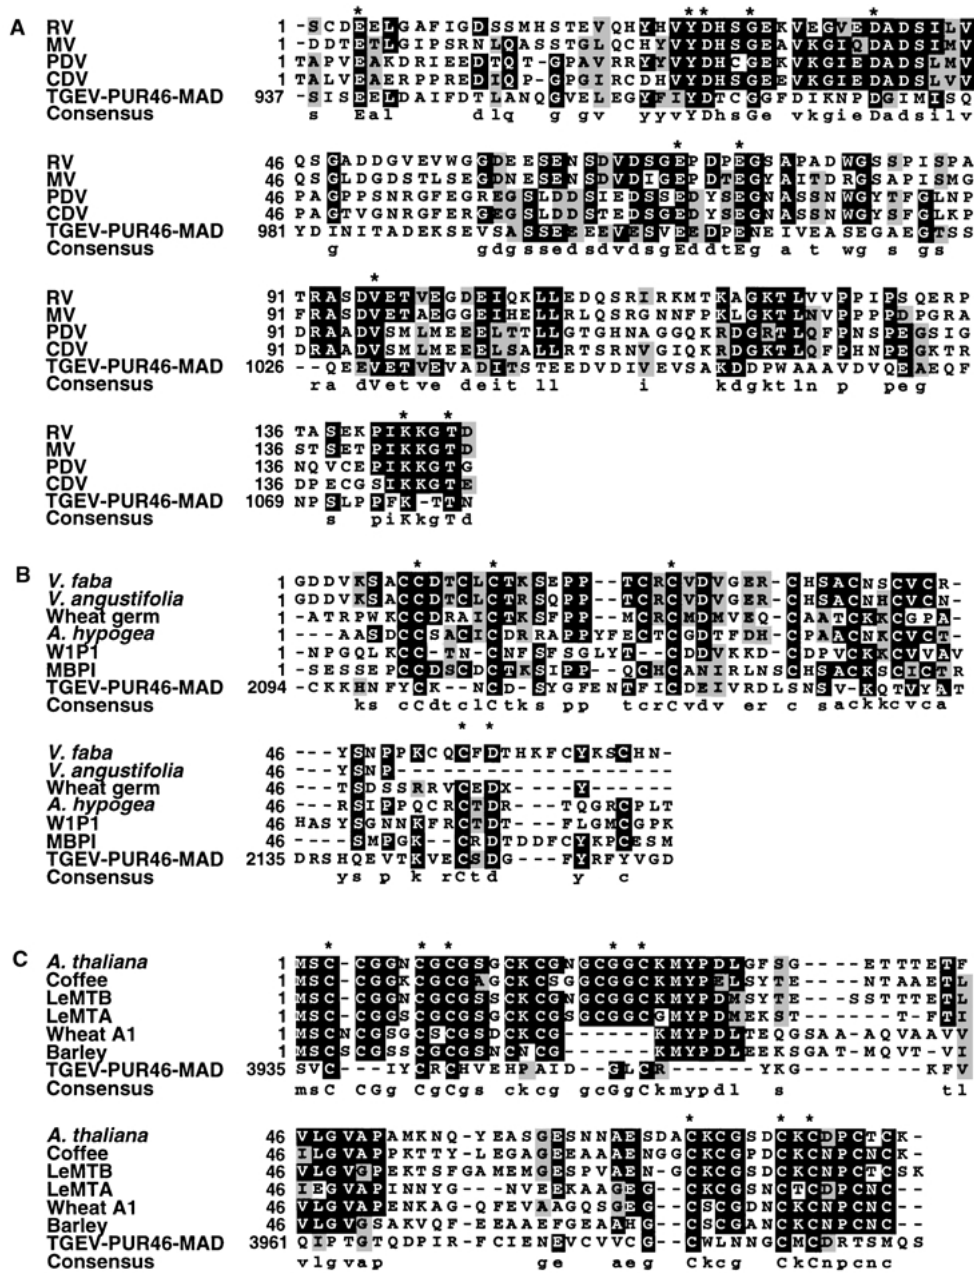 A
* ** * *
RV 1 -SCDEELGAFIGDSSMHSTEVQHYHVYDHSGEKVEGVEDADSILV
MV 1 -DDTETLGIPSRNLQASSTGLQCHYVYDHSGEAVKGIQDADSIMV
PDV 1 TAPVEAKDRIEEDTQT-GPAVRRYYVYDHCGEKVKGIEDADSLMV
CDV 1 TALVEAERPPREDIQP-GPGIRCDHVYDHSGEEVKGIEDADSLVV
TGEV-PUR46-MAD 937 -SISEELDAIFDTLANQGVELEGYFIYDTCGGFDIKNPDGIMISQ
Consensus s Eal dlq g gv yyvYDhsGe vkgieDadsilv
* *
RV 46 QSGADDGVEVWGGDEESENSDVDSGEPDPEGSAPADWGSSPISPA
MV 46 QSGLDGDSTLSEGDNESENSDVDIGEPDTEGYAITDRGSAPISMG
PDV 46 PAGPPSNRGFEGREGSLDDSIEDSSEDYSEGNASSNWGYTFGLNP
CDV 46 PAGTVGNRGFERGEGSLDDSTEDSGEDYSEGNASSNWGYSFGLKP
TGEV-PUR46-MAD 981 YDINITADEKSEVSASSEEEEVESVEEDPENEIVEASEGAEGTSS
Consensus g gdgssedsdvdsgEddtEg a t wg s gs
*
RV 91 TRASDVETVEGDEIQKLLEDQSRIRKMTKAGKTLVVPPIPSQERP
MV 91 FRASDVETAEGGEIHELLRLQSRGNNFPKLGKTLNVPPPPDPGRA
PDV 91 DRAADVSMLMEEELTTLLGTGHNAGGQKRDGRTLQFPNSPEGSIG
CDV 91 DRAADVSMLMEEELSALLRTSRNVGIQKRDGKTLQFPHNPEGKTR
TGEV-PUR46-MAD 1026 --QEEVETVEVADITSTEEDVDIVEVSAKDDPWAAAVDVQEAEQF
Consensus ra dVetve deit ll i kdgktln p peg
* *
RV 136 TASEKPIKKGTD
MV 136 STSETPIKKGTD
PDV 136 NQVCEPIKKGTG
CDV 136 DPECGSIKKGTE
TGEV-PUR46-MAD 1069 NPSLPPFK-TTN
Consensus s piKkgTd
B
* * *
V. faba 1 GDDVKSACCDTCLCTKSEPP--TCRCVDVGER-CHSACNSCVCR-
V. angustifolia 1 GDDVKSACCDTCLCTRSQPP--TCRCVDVGER-CHSACNHCVCN-
Wheat germ 1 -ATRPWKCCDRAICTRSFPP--MCRCMDMVEQ-CAATCKKCGPA-
A. hypogea 1 ---AASDCCSACICDRRAPPYFECTCGDTFDH-CPAACNKCVCT-
W1P1 1 -NPGQLKCC-TN-CNFSFSGLYT--CDDVKKD-CDPVCKKCVVAV
MBPI 1 -SESSEPCCDSCDCTKSIPP--QCHCANIRLNSCHSACKSCICTR
TGEV-PUR46-MAD 2094 -CKKHNFYCK--NCD-SYGFENTFICDEIVRDLSNSV-KQTVYAT
Consensus ks cCdtclCtks pp tcrCvdv er c sackkcvca
* *
V. faba 46 ---YSNPPKCQCFDTHKFCYKSCHN-
V. angustifolia 46 ---YSNP-------------------
Wheat germ 46 ---TSDSSRRVCEDX----Y------
A. hypogea 46 ---RSIPPQCRCTDR---TQGRCPLT
W1P1 46 HASYSGNNKFRCTDT---FLGMCGPK
MBPI 46 ----SMPGK--CRDTDDFCYKPCESM
TGEV-PUR46-MAD 2135 DRSHQEVTKVECSDG---FYRFYVGD
Consensus ys p k rCtd y c
C
* * * * *
A. thaliana 1 MSC-CGGNCGCGSGCKCGNGCGGCKMYPDLGFSG----ETTTETF
Coffee 1 MSC-CGGKCGCGAGCKCSGGCGGCKMYPELSYTE----NTAAETL
LeMTB 1 MSC-CGGNCGCGSSCKCGNGCGGCKMYPDMSYTE---SSTTTETL
LeMTA 1 MSC-CGGSCGCGSGCKCGSGCGGCGMYPDMEKST-----T-FTI
Wheat A1 1 MSCNCGSGCSCGSDCKCG------KMYPDLTEQGSAA-AQVAAVV
Barley 1 MSCSSCGSSCGCGSNCNCG------KMYPDLEEKSGAT-MQVT-VI
TGEV-PUR46-MAD 3935 SVC---IYCRCHVEHPAID--GLCR-------YKG------KFV
Consensus msC CGg CgCgs ckcg gcGgCkmypdl s tl
* * *
A. thaliana 46 VLGVAPAMKNQ-YEASGESNNAESDACKCGSDCKCDPCTCK-
Coffee 46 ILGVAPPKTTY-LEGAGEEAAAENGGCKCGPDCKCNPCNCK-
LeMTB 46 VLGVGPEKTSFGAMEMGESPVAEN-GCKCGSDCKCNPCTCSK
LeMTA 46 IEGVAPINNYG---NVEEKAAGEG-CKCGSNCTCDPCNC--
Wheat A1 46 VLGVAPENKAG-QFEVAAGQSGEG-CSCGDNCKCNPCNC--
Barley 46 VLGVGSAKVQF-EEAAEFGEAAHG-CSCGANCKCNPCNC--
TGEV-PUR46-MAD 3961 QIPTGTQDPIR-FCIENEVCVVCG-CWLNNGCMCDRTSMQS
Consensus vlgvap ge aeg Ckcg CkCnpcnc